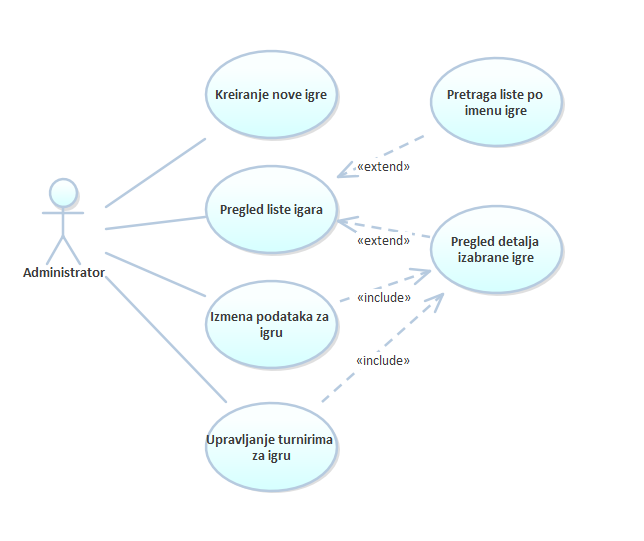 Kreiranje nove igre
Pretraga liste po
imenu igre
«extend»
Pregled liste igara
«extend»
Pregled detalja
izabrane igre
Administrator
«include»
Izmena podataka za
igru
«include»
Upravljanje turnirima
za igru